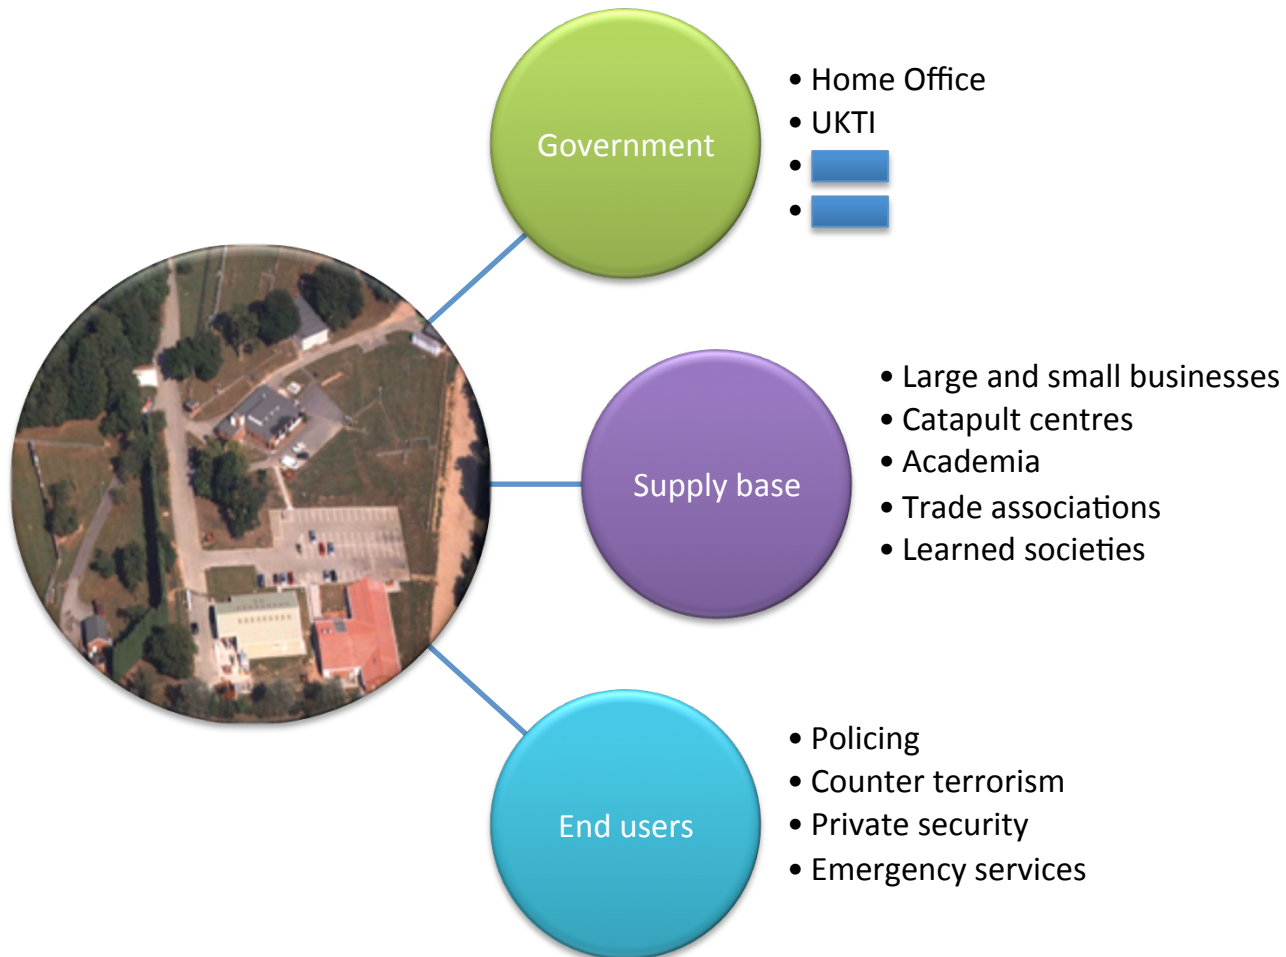 Government
• Home Office
• UKTI
•
•
Supply base
• Large and small businesses
• Catapult centres
• Academia
• Trade associations
• Learned societies
End users
• Policing
• Counter terrorism
• Private security
• Emergency services